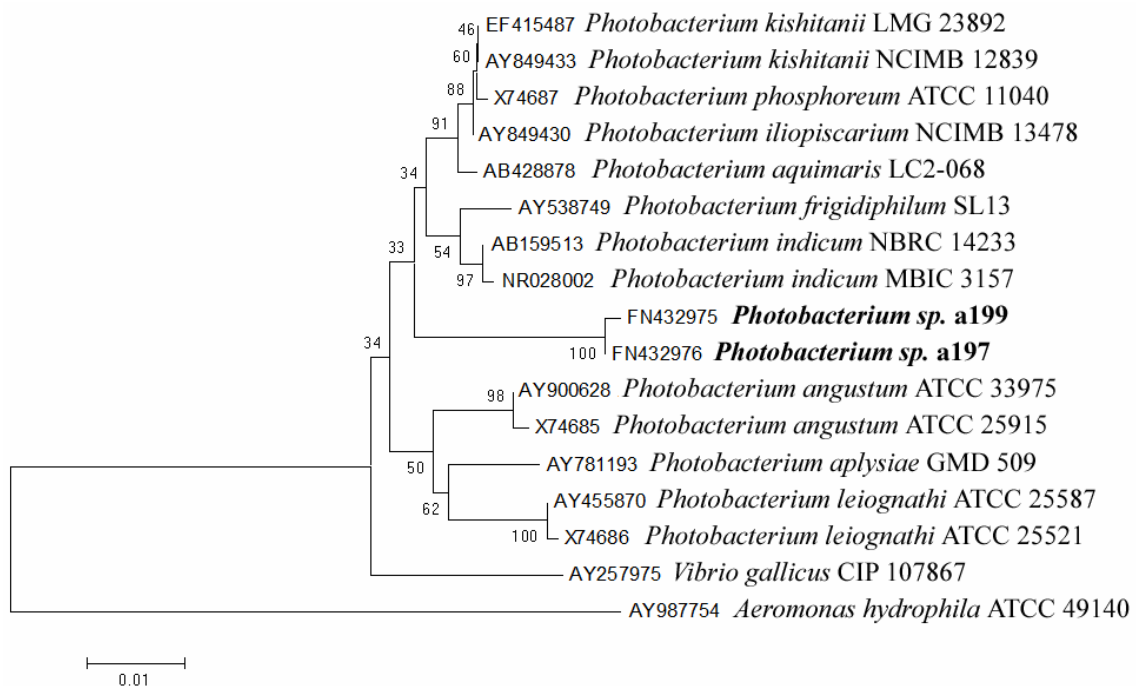 46 EF415487 Photobacterium kishitanii LMG 23892
60 AY849433 Photobacterium kishitanii NCIMB 12839
88 X74687 Photobacterium phosphoreum ATCC 11040
91 AY849430 Photobacterium iliopiscarium NCIMB 13478
34 AB428878 Photobacterium aquimaris LC2-068
AY538749 Photobacterium frigidiphilum SL13
33 54 AB159513 Photobacterium indicum NBRC 14233
97 NR028002 Photobacterium indicum MBIC 3157
FN432975 Photobacterium sp. a199
34 100 FN432976 Photobacterium sp. a197
98 AY900628 Photobacterium angustum ATCC 33975
X74685 Photobacterium angustum ATCC 25915
50 AY781193 Photobacterium aplysiae GMD 509
62 AY455870 Photobacterium leiognathi ATCC 25587
100 X74686 Photobacterium leiognathi ATCC 25521
AY257975 Vibrio gallicus CIP 107867
AY987754 Aeromonas hydrophila ATCC 49140
0.01